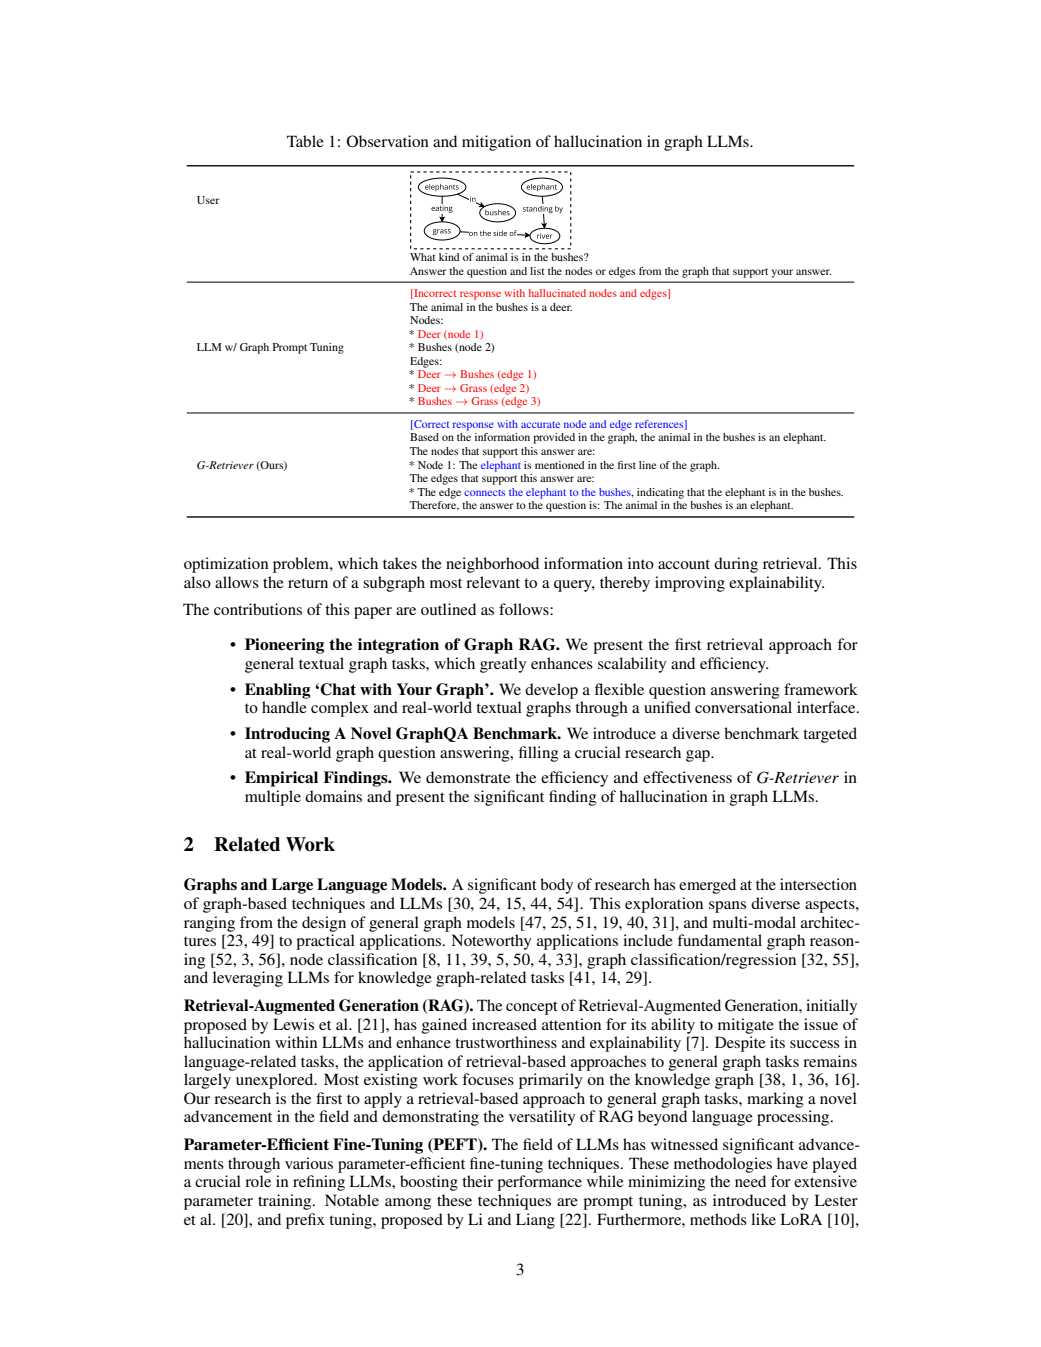 Table 1: Observation and mitigation of hallucination in graph LLMs.
User
elephants
elephant
in
eating
bushes
standing by
grass
on the side of
river
What kind of animal is in the bushes?
Answer the question and list the nodes or edges from the graph that support your answer.
LLM w/ Graph Prompt Tuning
[Incorrect response with hallucinated nodes and edges]
The animal in the bushes is a deer.
Nodes:
* Deer (node 1)
* Bushes (node 2)
Edges:
* Deer → Bushes (edge 1)
* Deer → Grass (edge 2)
* Bushes → Grass (edge 3)
G-Retriever (Ours)
[Correct response with accurate node and edge references]
Based on the information provided in the graph, the animal in the bushes is an elephant.
The nodes that support this answer are:
* Node 1: The elephant is mentioned in the first line of the graph.
The edges that support this answer are:
* The edge connects the elephant to the bushes, indicating that the elephant is in the bushes.
Therefore, the answer to the question is: The animal in the bushes is an elephant.
optimization problem, which takes the neighborhood information into account during retrieval. This
also allows the return of a subgraph most relevant to a query, thereby improving explainability.
The contributions of this paper are outlined as follows:
• Pioneering the integration of Graph RAG. We present the first retrieval approach for
general textual graph tasks, which greatly enhances scalability and efficiency.
• Enabling ‘Chat with Your Graph’. We develop a flexible question answering framework
to handle complex and real-world textual graphs through a unified conversational interface.
• Introducing A Novel GraphQA Benchmark. We introduce a diverse benchmark targeted
at real-world graph question answering, filling a crucial research gap.
• Empirical Findings. We demonstrate the efficiency and effectiveness of G-Retriever in
multiple domains and present the significant finding of hallucination in graph LLMs.
2 Related Work
Graphs and Large Language Models. A significant body of research has emerged at the intersection
of graph-based techniques and LLMs [30, 24, 15, 44, 54]. This exploration spans diverse aspects,
ranging from the design of general graph models [47, 25, 51, 19, 40, 31], and multi-modal architec-
tures [23, 49] to practical applications. Noteworthy applications include fundamental graph reason-
ing [52, 3, 56], node classification [8, 11, 39, 5, 50, 4, 33], graph classification/regression [32, 55],
and leveraging LLMs for knowledge graph-related tasks [41, 14, 29].
Retrieval-Augmented Generation (RAG). The concept of Retrieval-Augmented Generation, initially
proposed by Lewis et al. [21], has gained increased attention for its ability to mitigate the issue of
hallucination within LLMs and enhance trustworthiness and explainability [7]. Despite its success in
language-related tasks, the application of retrieval-based approaches to general graph tasks remains
largely unexplored. Most existing work focuses primarily on the knowledge graph [38, 1, 36, 16].
Our research is the first to apply a retrieval-based approach to general graph tasks, marking a novel
advancement in the field and demonstrating the versatility of RAG beyond language processing.
Parameter-Efficient Fine-Tuning (PEFT). The field of LLMs has witnessed significant advance-
ments through various parameter-efficient fine-tuning techniques. These methodologies have played
a crucial role in refining LLMs, boosting their performance while minimizing the need for extensive
parameter training. Notable among these techniques are prompt tuning, as introduced by Lester
et al. [20], and prefix tuning, proposed by Li and Liang [22]. Furthermore, methods like LoRA [10],
3